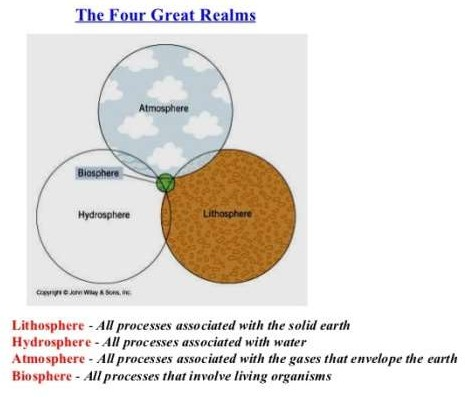 The Four Great Realms
Atmosphere
Biosphere
Hydrosphere
Lithosphere
Copyright © John Wiley & Sons, Inc.
Lithosphere - All processes associated with the solid earth
Hydrosphere - All processes associated with water
Atmosphere - All processes associated with the gases that envelope the earth
Biosphere - All processes that involve living organisms